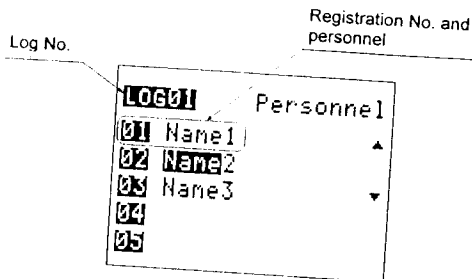 Registration No. and
personnel
Log No.
LOG01 Personnel
01 Name1
02 Name2
03 Name3
04
05